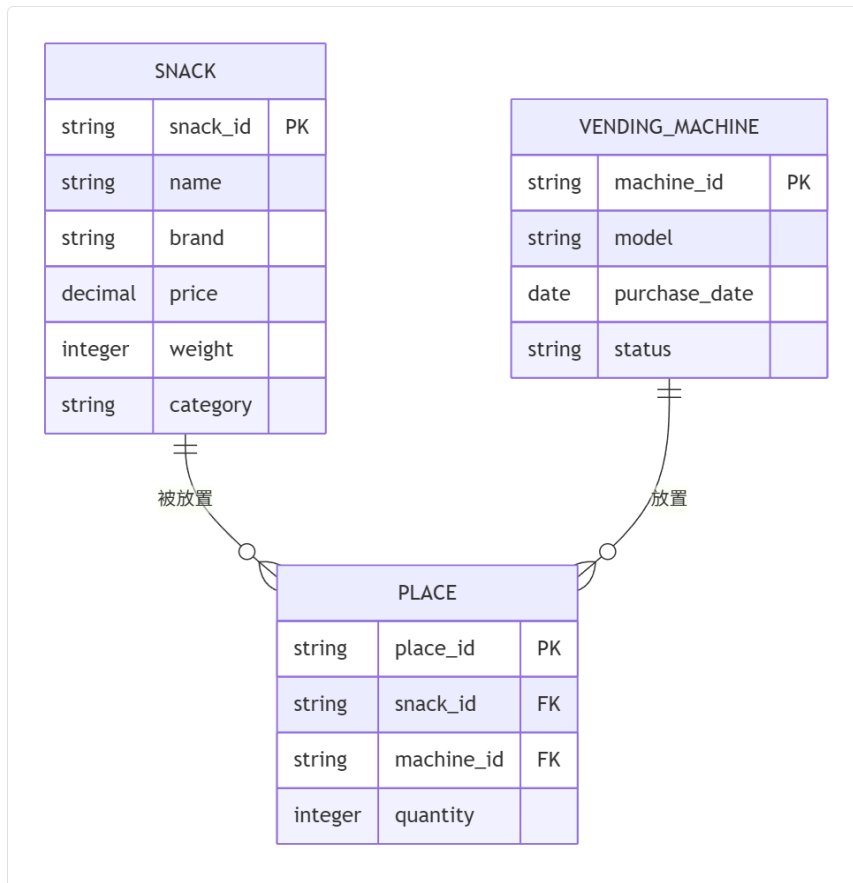 SNACK
string snack_id PK
string name
string brand
decimal price
integer weight
string category
VENDING_MACHINE
string machine_id PK
string model
date purchase_date
string status
被放置
放置
PLACE
string place_id PK
string snack_id FK
string machine_id FK
integer quantity